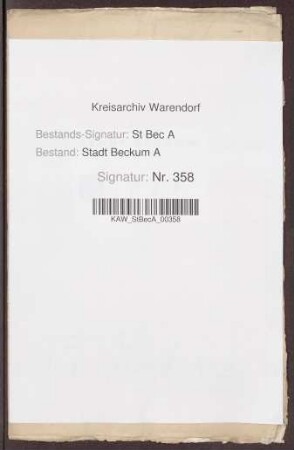 Kreisarchiv Warendorf
Bestands-Signatur: St Bec A
Bestand: Stadt Beckum A
Signatur: Nr. 358
KAW_StBecA_00358